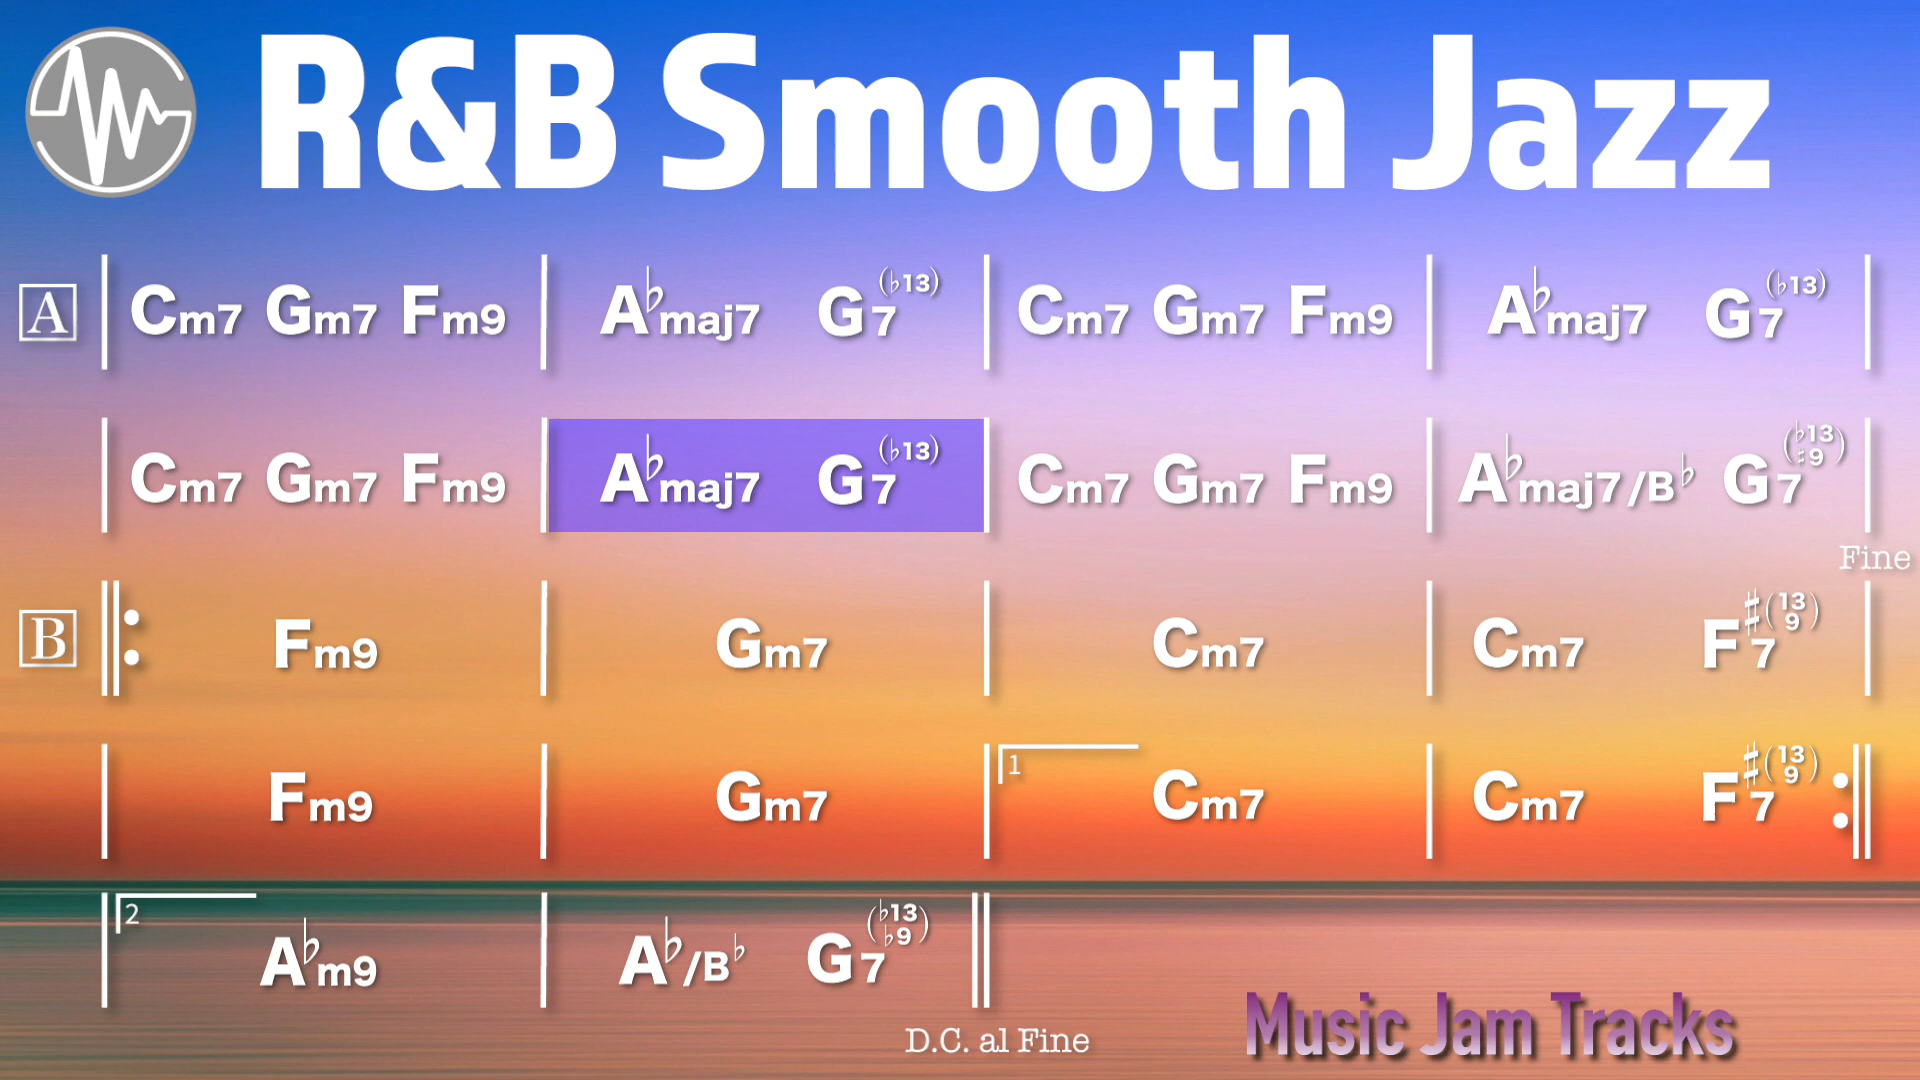 R&B Smooth Jazz
A Cm7 Gm7 Fm9 A♭maj7 G7(♭13) Cm7 Gm7 Fm9 A♭maj7 G7(♭13)
Cm7 Gm7 Fm9 A♭maj7 G7(♭13) Cm7 Gm7 Fm9 A♭maj7/B♭ G7(♭13 ♯9)
Fine
B Fm9 Gm7 Cm7 Cm7 F♯7(13 9)
Fm9 Gm7 1 Cm7 Cm7 F♯7(13 9)
2 A♭m9 A♭/B♭ G7(♭13 ♭9)
D.C. al Fine
Music Jam Tracks